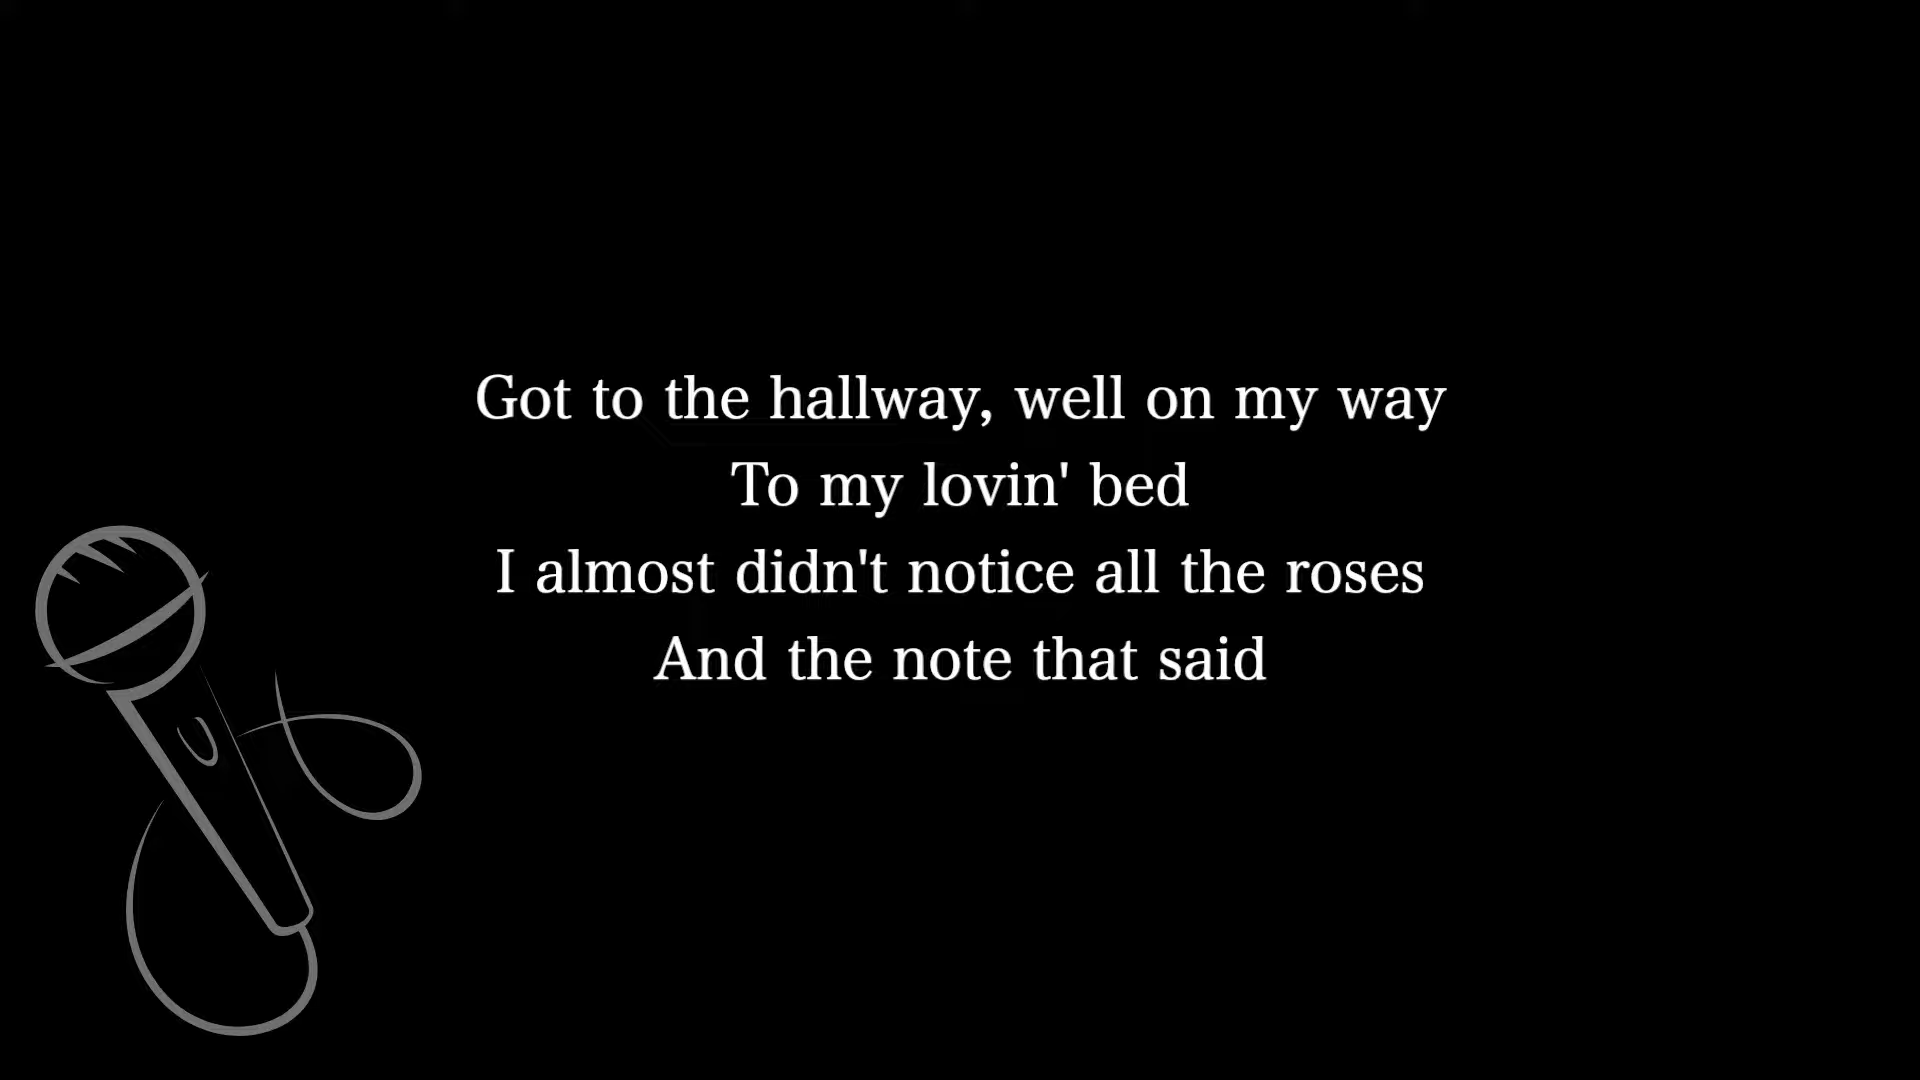 Got to the hallway, well on my way
To my lovin' bed
I almost didn't notice all the roses
And the note that said